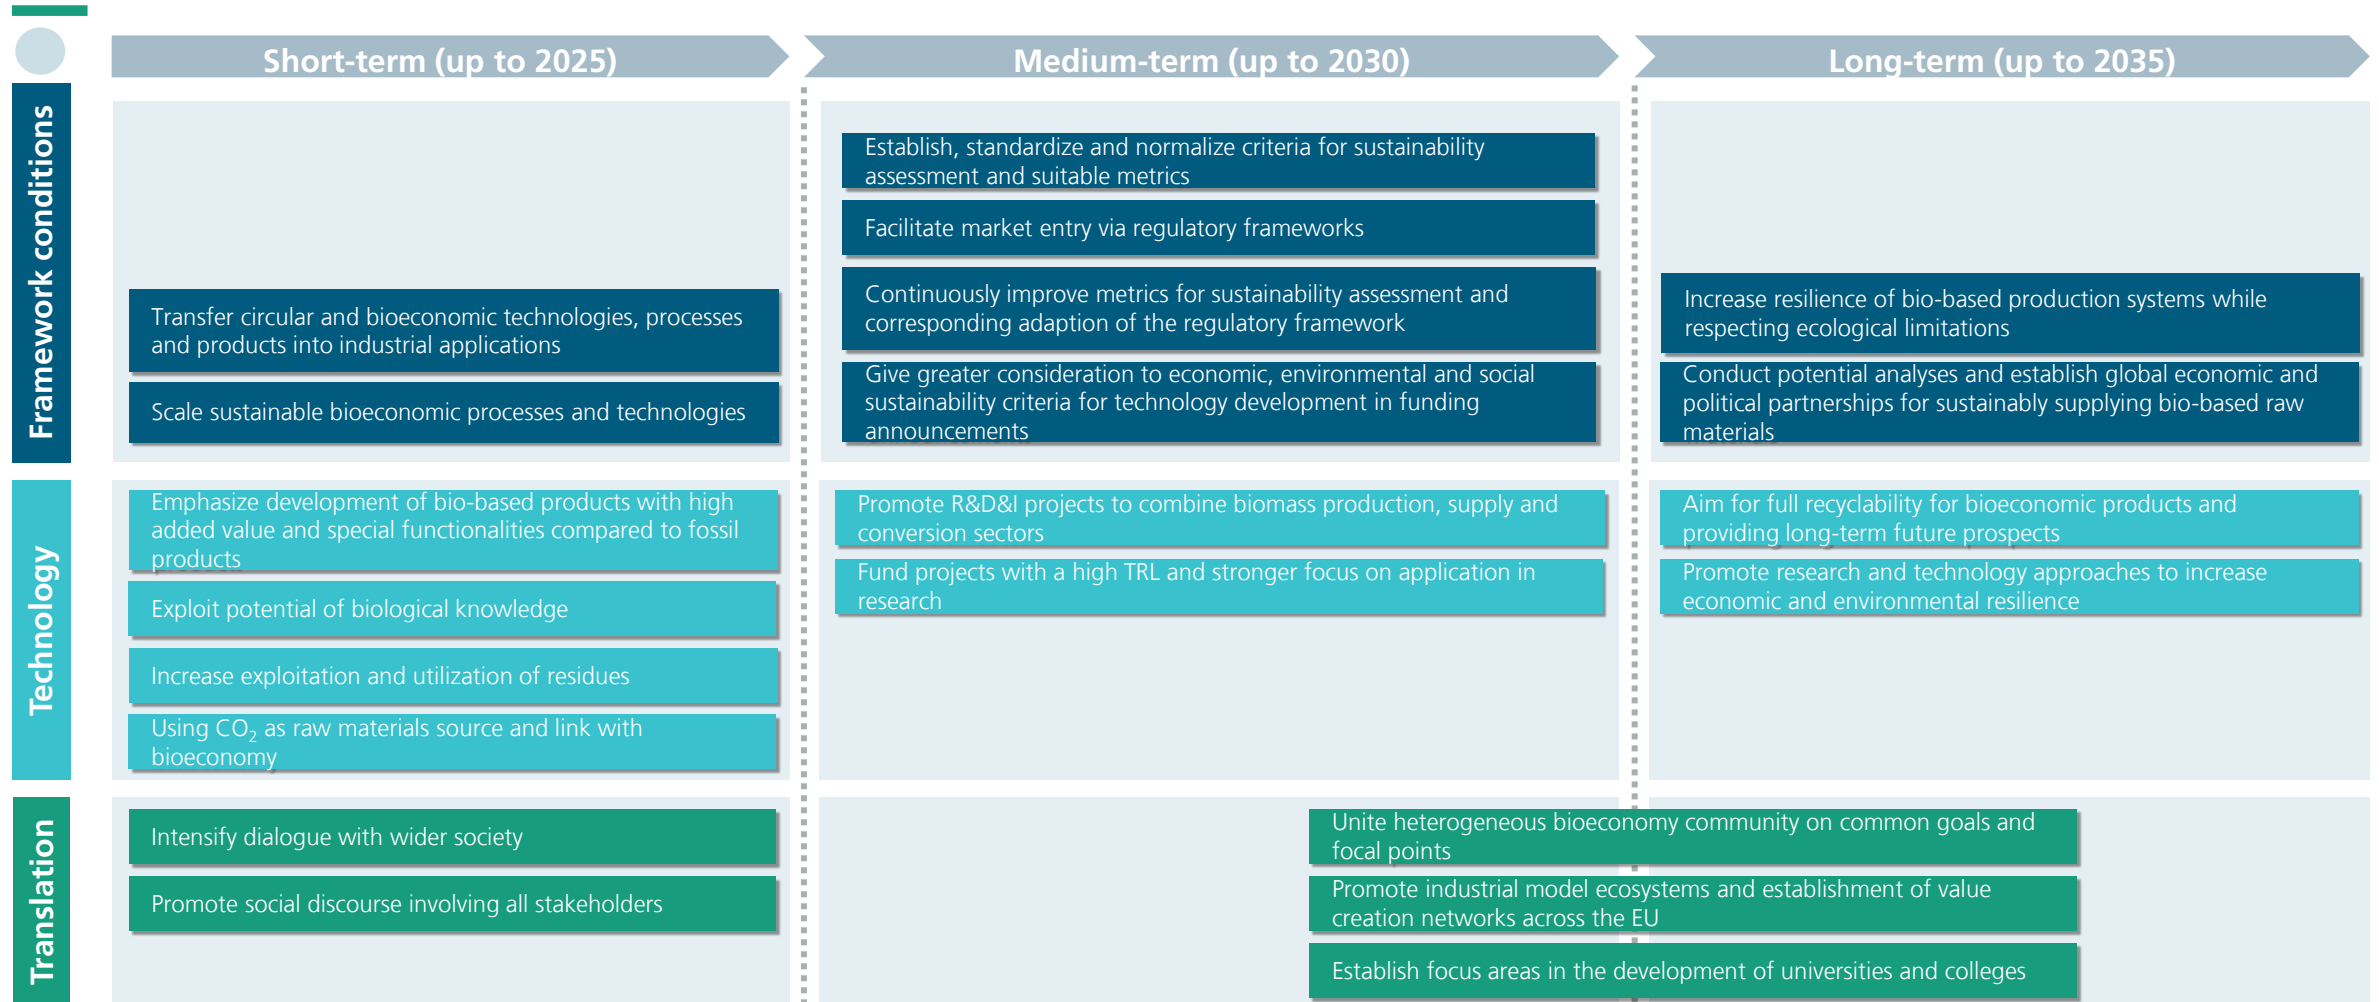 Short-term (up to 2025)
Medium-term (up to 2030)
Long-term (up to 2035)
Framework conditions
Transfer circular and bioeconomic technologies, processes
and products into industrial applications
Scale sustainable bioeconomic processes and technologies
Establish, standardize and normalize criteria for sustainability
assessment and suitable metrics
Facilitate market entry via regulatory frameworks
Continuously improve metrics for sustainability assessment and
corresponding adaption of the regulatory framework
Give greater consideration to economic, environmental and social
sustainability criteria for technology development in funding
announcements
Increase resilience of bio-based production systems while
respecting ecological limitations
Conduct potential analyses and establish global economic and
political partnerships for sustainably supplying bio-based raw
materials
Technology
Emphasize development of bio-based products with high
added value and special functionalities compared to fossil
products
Exploit potential of biological knowledge
Increase exploitation and utilization of residues
Using CO₂ as raw materials source and link with
bioeconomy
Promote R&D&I projects to combine biomass production, supply and
conversion sectors
Fund projects with a high TRL and stronger focus on application in
research
Aim for full recyclability for bioeconomic products and
providing long-term future prospects
Promote research and technology approaches to increase
economic and environmental resilience
Translation
Intensify dialogue with wider society
Promote social discourse involving all stakeholders
Unite heterogeneous bioeconomy community on common goals and
focal points
Promote industrial model ecosystems and establishment of value
creation networks across the EU
Establish focus areas in the development of universities and colleges